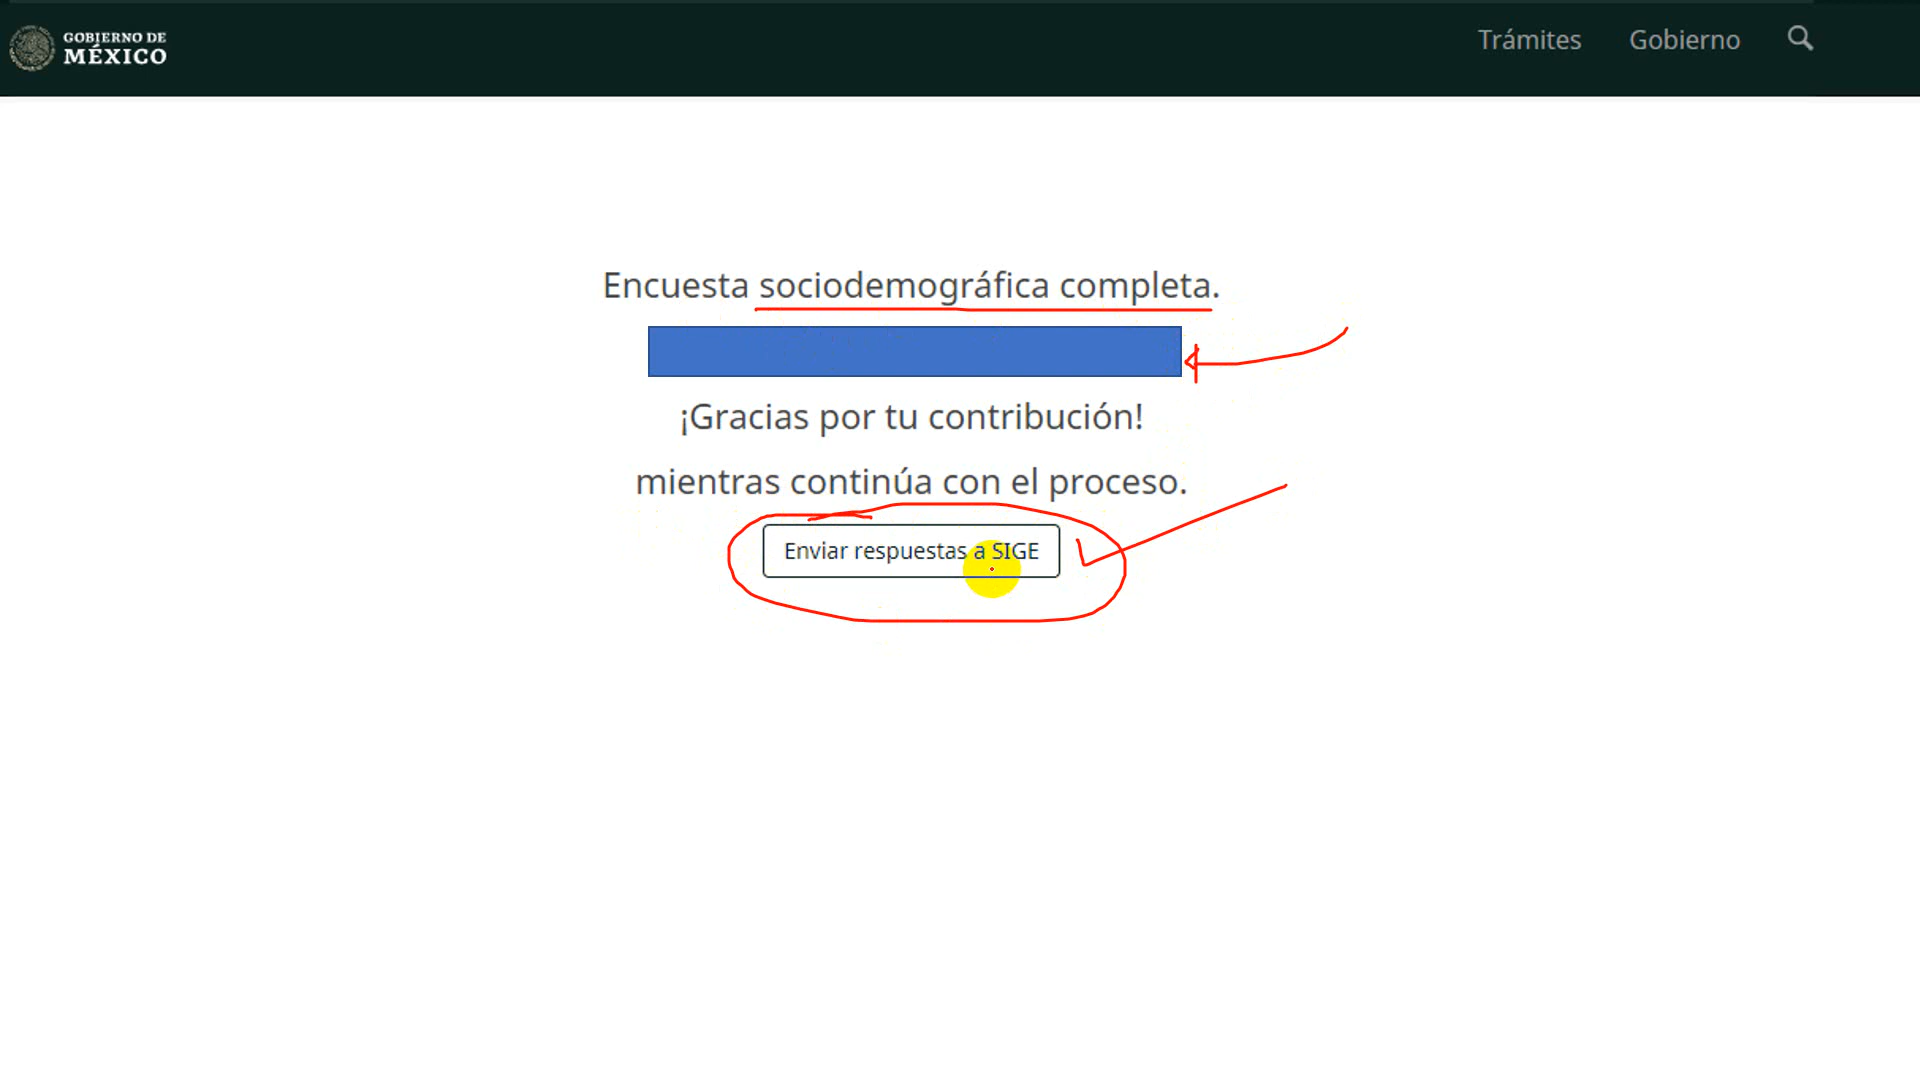 GOBIERNO DE
MÉXICO
Trámites
Gobierno
Encuesta sociodemográfica completa.
¡Gracias por tu contribución!
mientras continúa con el proceso.
Enviar respuestas a SIGE